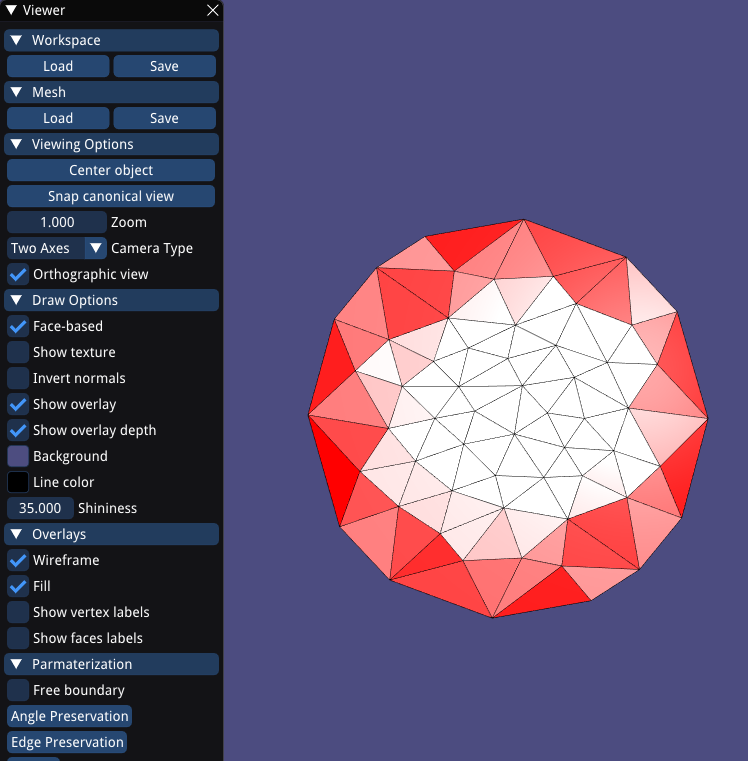 Viewer
Workspace
Load Save
Mesh
Load Save
Viewing Options
Center object
Snap canonical view
1.000 Zoom
Two Axes Camera Type
Orthographic view
Draw Options
Face-based
Show texture
Invert normals
Show overlay
Show overlay depth
Background
Line color
35.000 Shininess
Overlays
Wireframe
Fill
Show vertex labels
Show faces labels
Parmaterization
Free boundary
Angle Preservation
Edge Preservation